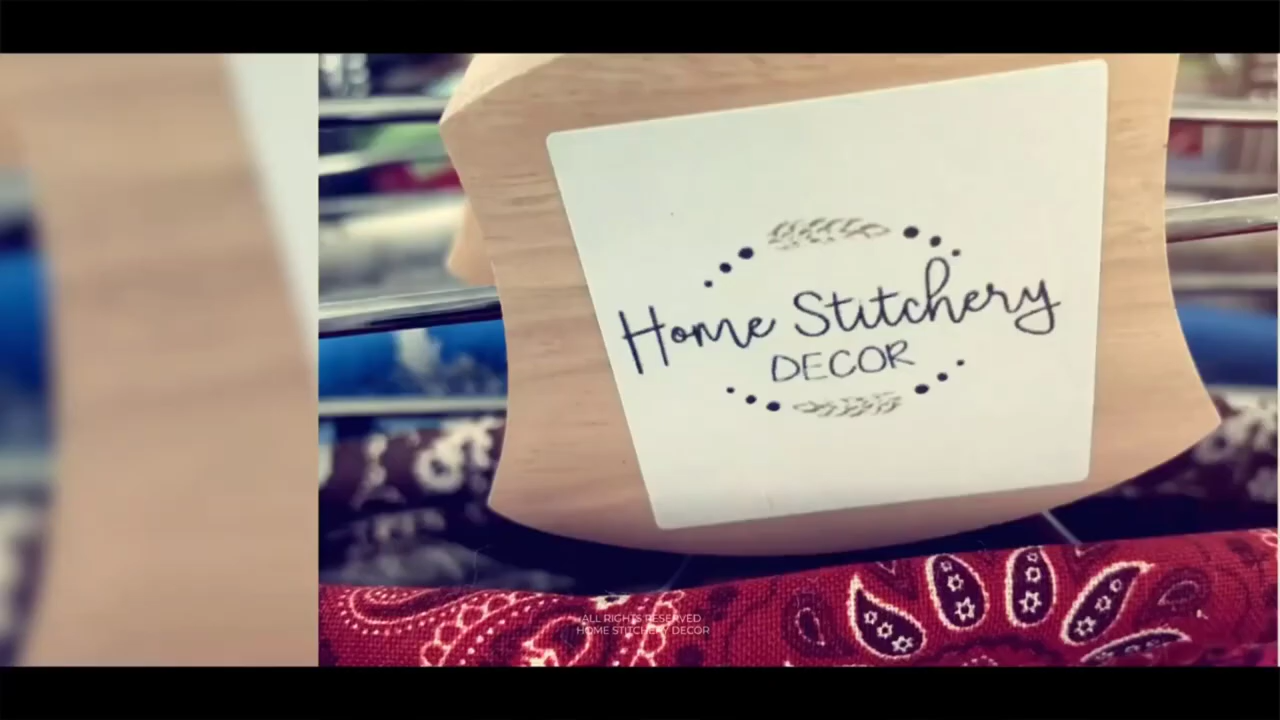 Home Stitchery
DECOR
ALL RIGHTS RESERVED
HOME STITCHERY DECOR